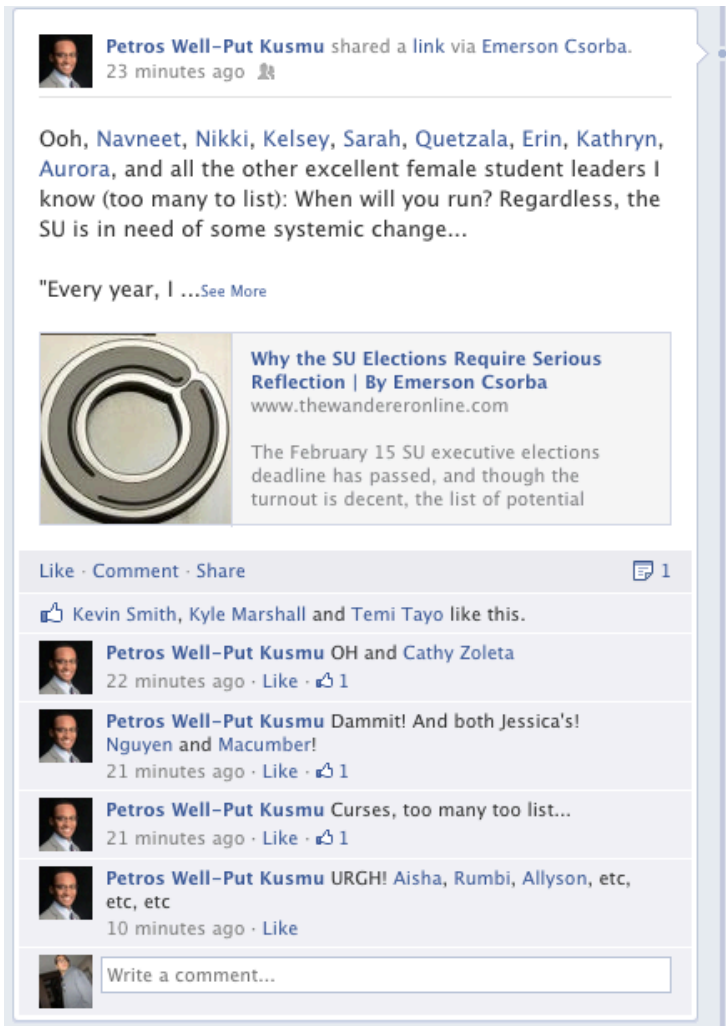 Petros Well-Put Kusmu shared a link via Emerson Csorba.
23 minutes ago
Ooh, Navneet, Nikki, Kelsey, Sarah, Quetzala, Erin, Kathryn,
Aurora, and all the other excellent female student leaders I
know (too many to list): When will you run? Regardless, the
SU is in need of some systemic change...
"Every year, I ...See More
Why the SU Elections Require Serious
Reflection | By Emerson Csorba
www.thewandereronline.com
The February 15 SU executive elections
deadline has passed, and though the
turnout is decent, the list of potential
Like · Comment · Share 1
Kevin Smith, Kyle Marshall and Temi Tayo like this.
Petros Well-Put Kusmu OH and Cathy Zoleta
22 minutes ago · Like · 1
Petros Well-Put Kusmu Dammit! And both Jessica's!
Nguyen and Macumber!
21 minutes ago · Like · 1
Petros Well-Put Kusmu Curses, too many too list...
21 minutes ago · Like · 1
Petros Well-Put Kusmu URGH! Aisha, Rumbi, Allyson, etc,
etc, etc
10 minutes ago · Like
Write a comment...